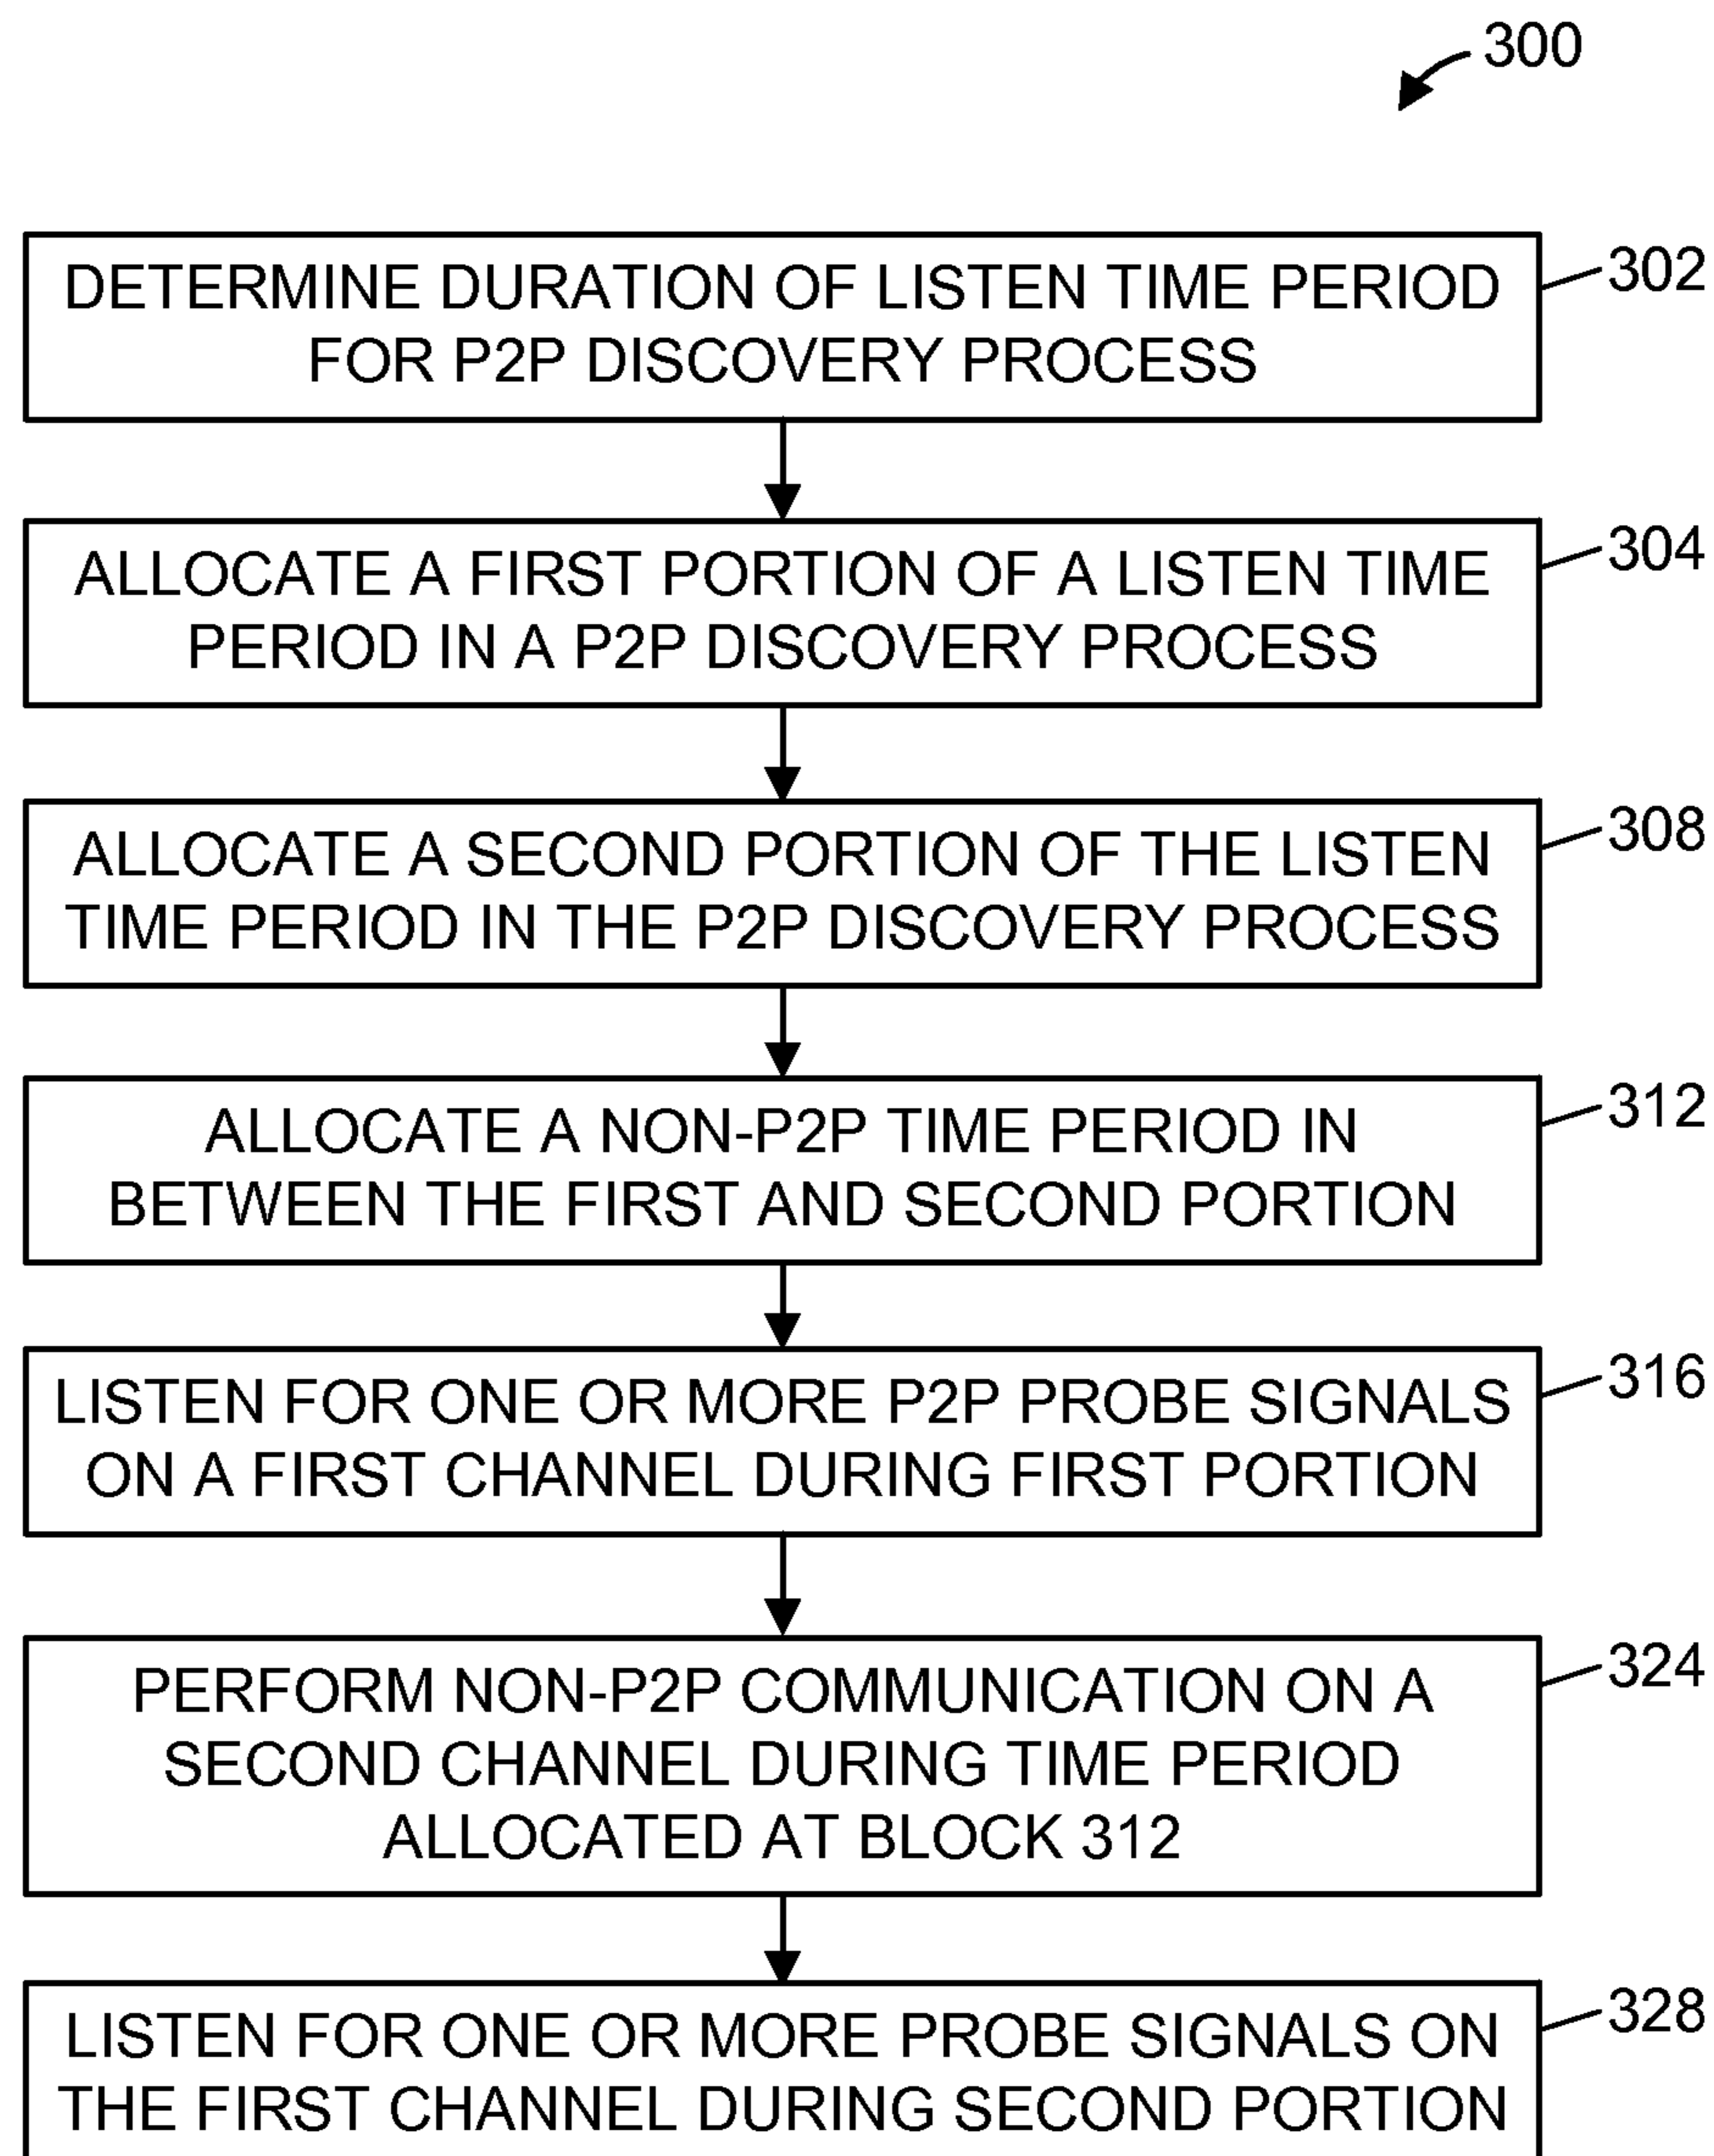 300
DETERMINE DURATION OF LISTEN TIME PERIOD
FOR P2P DISCOVERY PROCESS
302
ALLOCATE A FIRST PORTION OF A LISTEN TIME
PERIOD IN A P2P DISCOVERY PROCESS
304
ALLOCATE A SECOND PORTION OF THE LISTEN
TIME PERIOD IN THE P2P DISCOVERY PROCESS
308
ALLOCATE A NON-P2P TIME PERIOD IN
BETWEEN THE FIRST AND SECOND PORTION
312
LISTEN FOR ONE OR MORE P2P PROBE SIGNALS
ON A FIRST CHANNEL DURING FIRST PORTION
316
PERFORM NON-P2P COMMUNICATION ON A
SECOND CHANNEL DURING TIME PERIOD
ALLOCATED AT BLOCK 312
324
LISTEN FOR ONE OR MORE PROBE SIGNALS ON
THE FIRST CHANNEL DURING SECOND PORTION
328